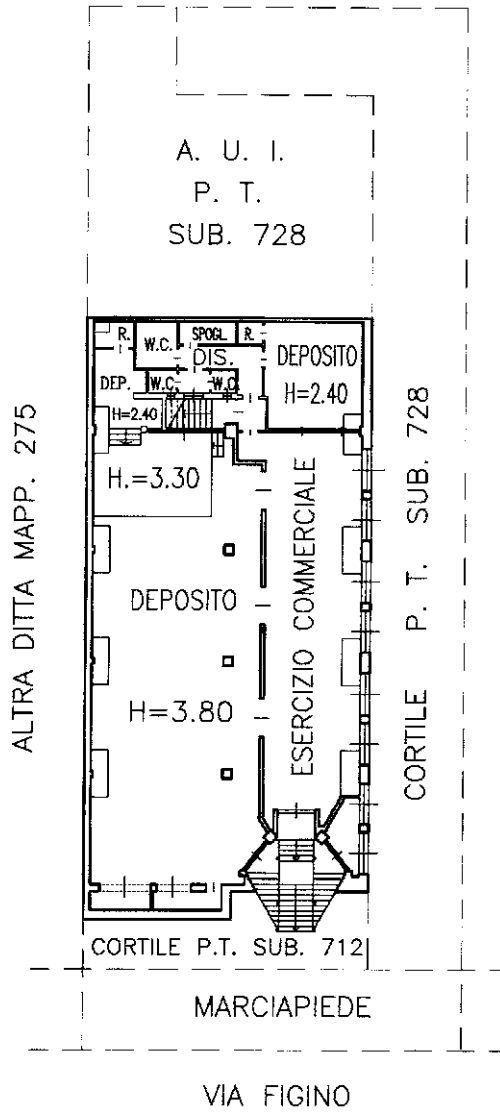 A. U. I.
P. T.
SUB. 728
R.
W.C.
SPOGL.
R.
DIS.
DEPOSITO
H=2.40
DEP.
W.C.
W.C.
H=2.40
H.=3.30
DEPOSITO
H=3.80
ESERCIZIO COMMERCIALE
ALTRA DITTA MAPP. 275
CORTILE P. T. SUB. 728
CORTILE P.T. SUB. 712
MARCIAPIEDE
VIA FIGINO